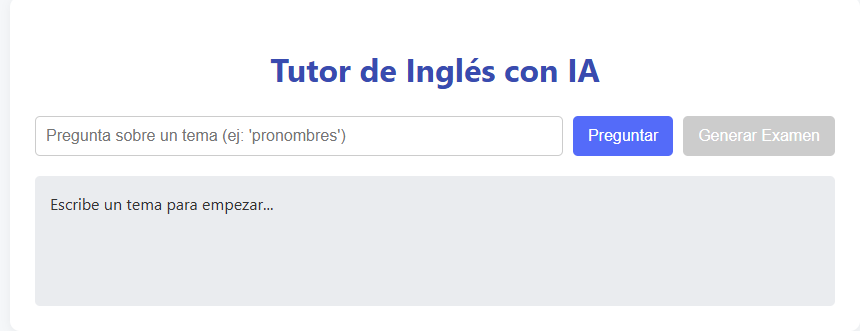 Tutor de Inglés con IA
Pregunta sobre un tema (ej: 'pronombres')
Preguntar
Generar Examen
Escribe un tema para empezar...